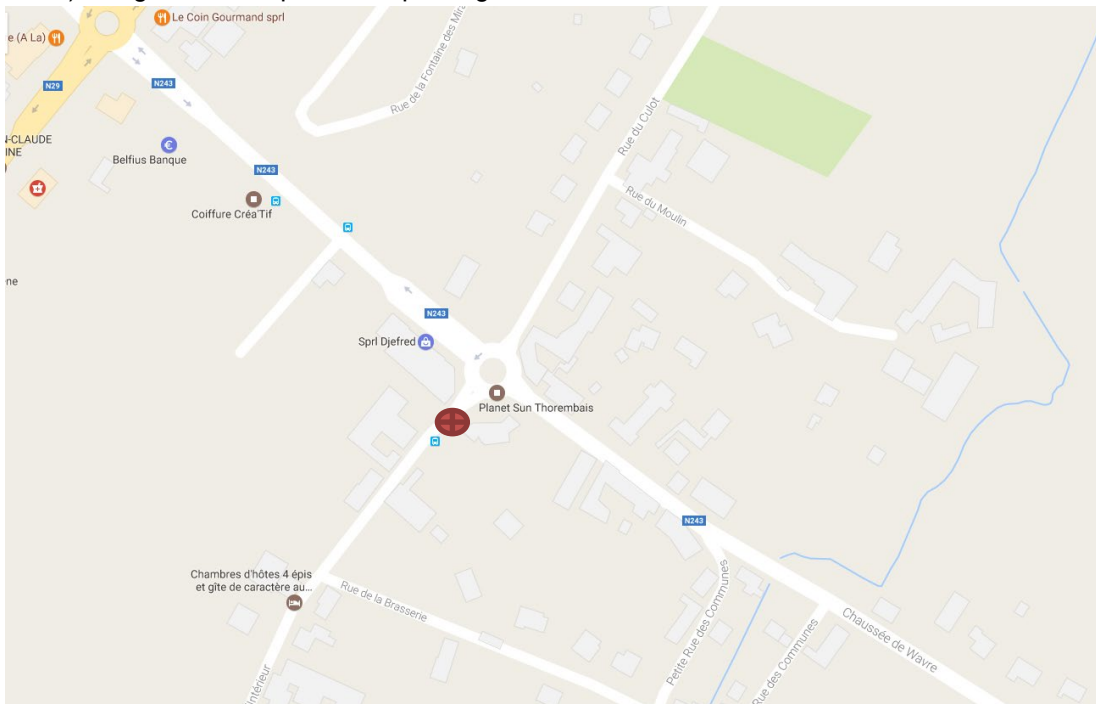 Le Coin Gourmand sprl
e (A La)
N29
N243
Rue de la Fontaine des Mira
Rue du Culot
N-CLAUDE
INE
Belfius Banque
N243
Rue du Moulin
Coiffure Créa'Tif
ne
N243
Sprl Djefred
Planet Sun Thorembais
N243
Chambres d'hôtes 4 épis
et gîte de caractère au...
Rue de la Brasserie
Petite Rue des Communes
Rue des Communes
Chaussée de Wavre
ntérieur